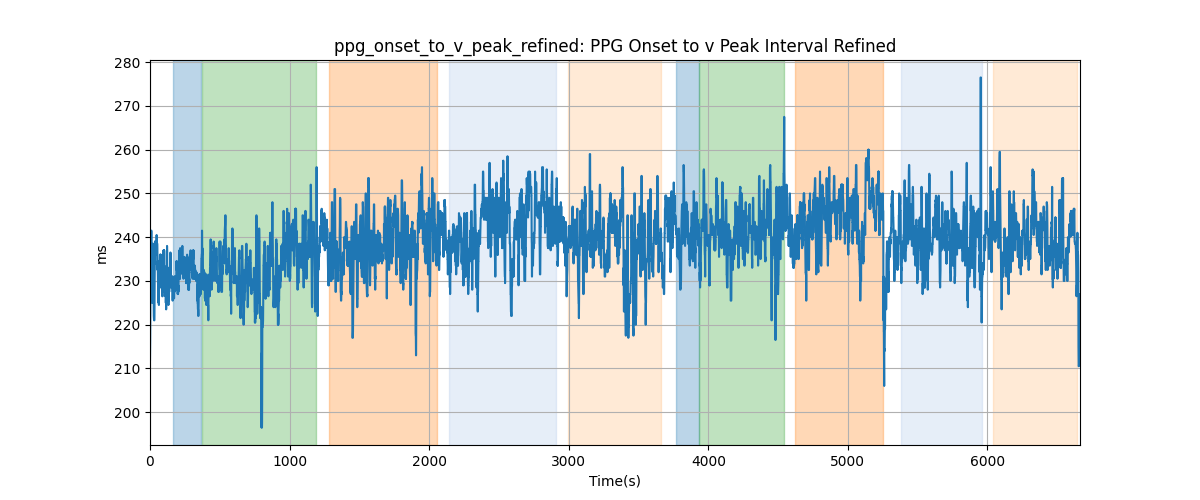 ppg_onset_to_v_peak_refined: PPG Onset to v Peak Interval Refined
280
270
260
250
240
230
220
210
200
ms
0 1000 2000 3000 4000 5000 6000
Time(s)